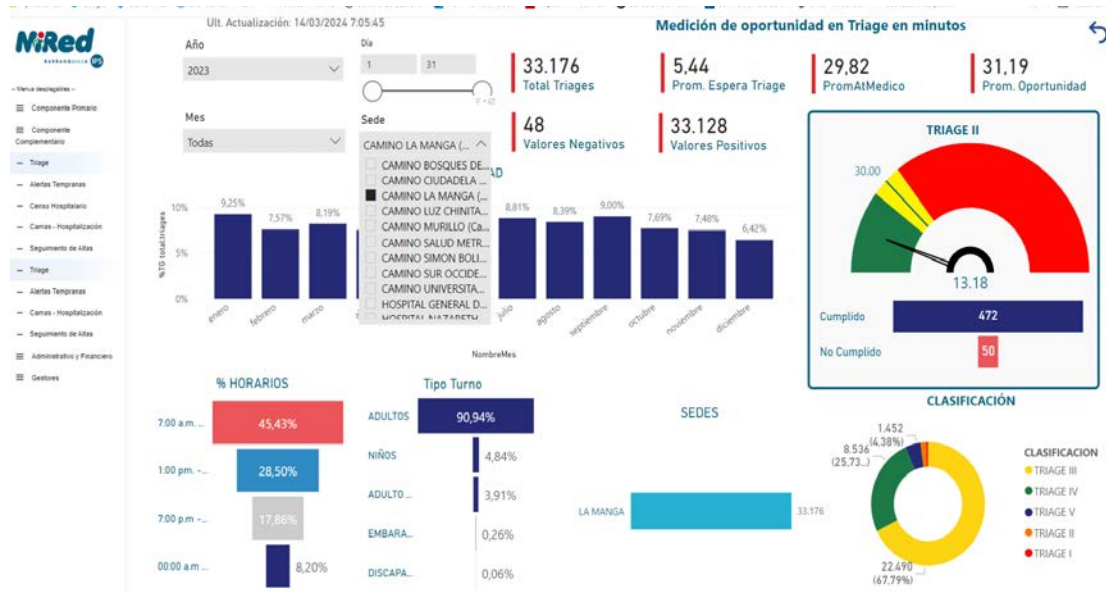 Ult. Actualización: 14/03/2024 7:05:45
Medición de oportunidad en Triage en minutos
MiRed
BARRANQUILLA IPS
-- Menus desplegables --
Componente Primario
Componente
Complementario
Triage
Alertas Tempranas
Censo Hospitalario
Camas - Hospitalización
Seguimiento de Altas
Triage
Alertas Tempranas
Camas - Hospitalización
Seguimiento de Altas
Administrativo y Financiero
Gestores
Año
2023
Mes
Todas
Día
1
31
Sede
CAMINO LA MANGA (...
CAMINO BOSQUES DE...
CAMINO CIUDADELA ...
CAMINO LA MANGA (...
CAMINO LUZ CHINITA...
CAMINO MURILLO (Ca...
CAMINO SALUD METR...
CAMINO SIMON BOLI...
CAMINO SUR OCCIDE...
CAMINO UNIVERSITA...
HOSPITAL GENERAL D...
HOSPITAL NAZARETH
33.176
Total Triages
5,44
Prom. Espera Triage
29,82
PromAtMedico
31,19
Prom. Oportunidad
48
Valores Negativos
33.128
Valores Positivos
AD
%TG total.triages
10%
5%
0%
9,25%
7,57%
8,19%
8,81%
8,39%
9,00%
7,69%
7,48%
6,42%
enero
febrero
marzo
julio
agosto
septiembre
octubre
noviembre
diciembre
NombreMes
TRIAGE II
30.00
13.18
Cumplido
472
No Cumplido
50
% HORARIOS
7:00 a.m. ...
45,43%
1:00 pm. -...
28,50%
7:00 p.m -...
17,86%
00:00 a.m ...
8,20%
Tipo Turno
ADULTOS
90,94%
NIÑOS
4,84%
ADULTO ...
3,91%
EMBARA...
0,26%
DISCAPA...
0,06%
SEDES
LA MANGA
33.176
CLASIFICACIÓN
1.452
(4,38%)
8.536
(25,73...)
22.490
(67,79%)
CLASIFICACION
TRIAGE III
TRIAGE IV
TRIAGE V
TRIAGE II
TRIAGE I